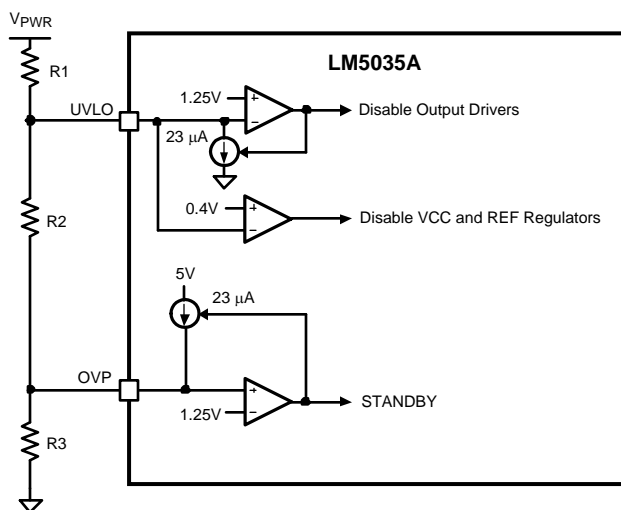 VPWR
R1
LM5035A
1.25V
+
UVLO
Disable Output Drivers
-
23 μA
0.4V
+
R2
Disable VCC and REF Regulators
-
5V
23 μA
OVP
+
STANDBY
1.25V
-
R3